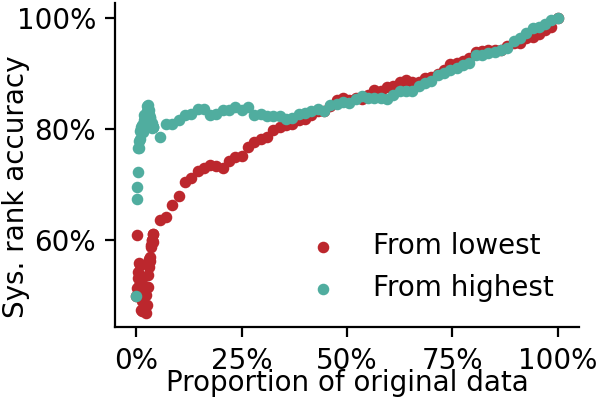 Sys. rank accuracy
100%
80%
60%
From lowest
From highest
0%
25%
50%
75%
100%
Proportion of original data